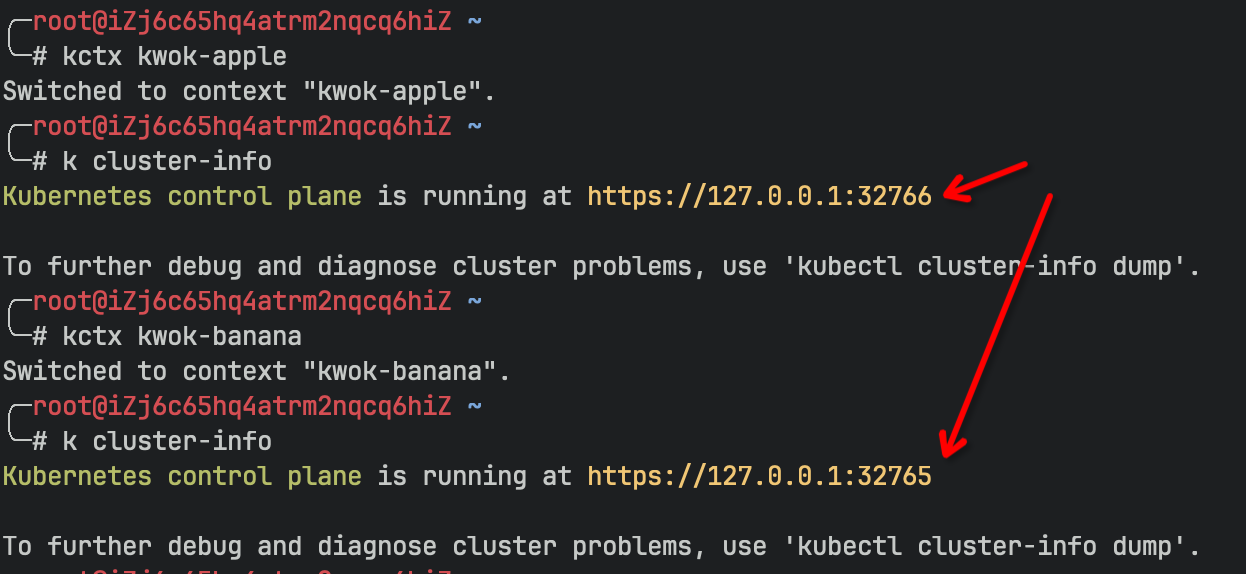 root@iZj6c65hq4atrm2nqcq6hiZ ~
# kctx kwok-apple
Switched to context "kwok-apple".
root@iZj6c65hq4atrm2nqcq6hiZ ~
# k cluster-info
Kubernetes control plane is running at https://127.0.0.1:32766
To further debug and diagnose cluster problems, use 'kubectl cluster-info dump'.
root@iZj6c65hq4atrm2nqcq6hiZ ~
# kctx kwok-banana
Switched to context "kwok-banana".
root@iZj6c65hq4atrm2nqcq6hiZ ~
# k cluster-info
Kubernetes control plane is running at https://127.0.0.1:32765
To further debug and diagnose cluster problems, use 'kubectl cluster-info dump'.